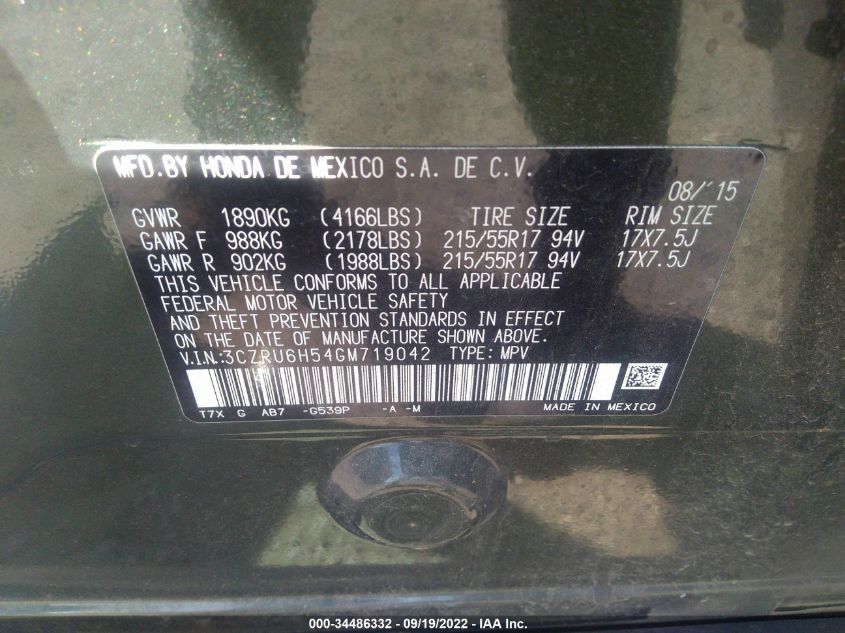 MFD.BY HONDA DE MEXICO S.A. DE C.V.
08/'15
GVWR 1890KG (4166LBS) TIRE SIZE RIM SIZE
GAWR F 988KG (2178LBS) 215/55R17 94V 17X7.5J
GAWR R 902KG (1988LBS) 215/55R17 94V 17X7.5J
THIS VEHICLE CONFORMS TO ALL APPLICABLE
FEDERAL MOTOR VEHICLE SAFETY
AND THEFT PREVENTION STANDARDS IN EFFECT
ON THE DATE OF MANUFACTURE SHOWN ABOVE.
V.I.N.:3CZRU6H54GM719042 TYPE: MPV
T7X G AB7 -G539P -A -M MADE IN MEXICO
000-34486332 - 09/19/2022 - IAA Inc.